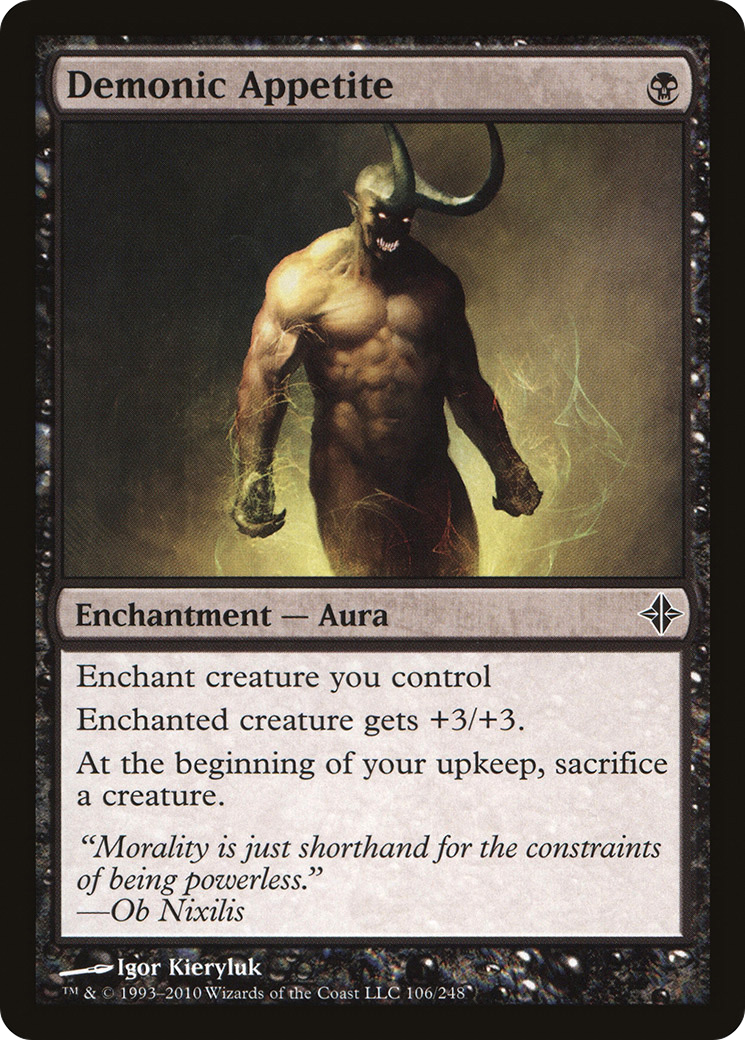 Demonic Appetite
Enchantment — Aura
Enchant creature you control
Enchanted creature gets +3/+3.
At the beginning of your upkeep, sacrifice
a creature.
“Morality is just shorthand for the constraints
of being powerless.”
—Ob Nixilis
Igor Kieryluk
™ & © 1993–2010 Wizards of the Coast LLC 106/248